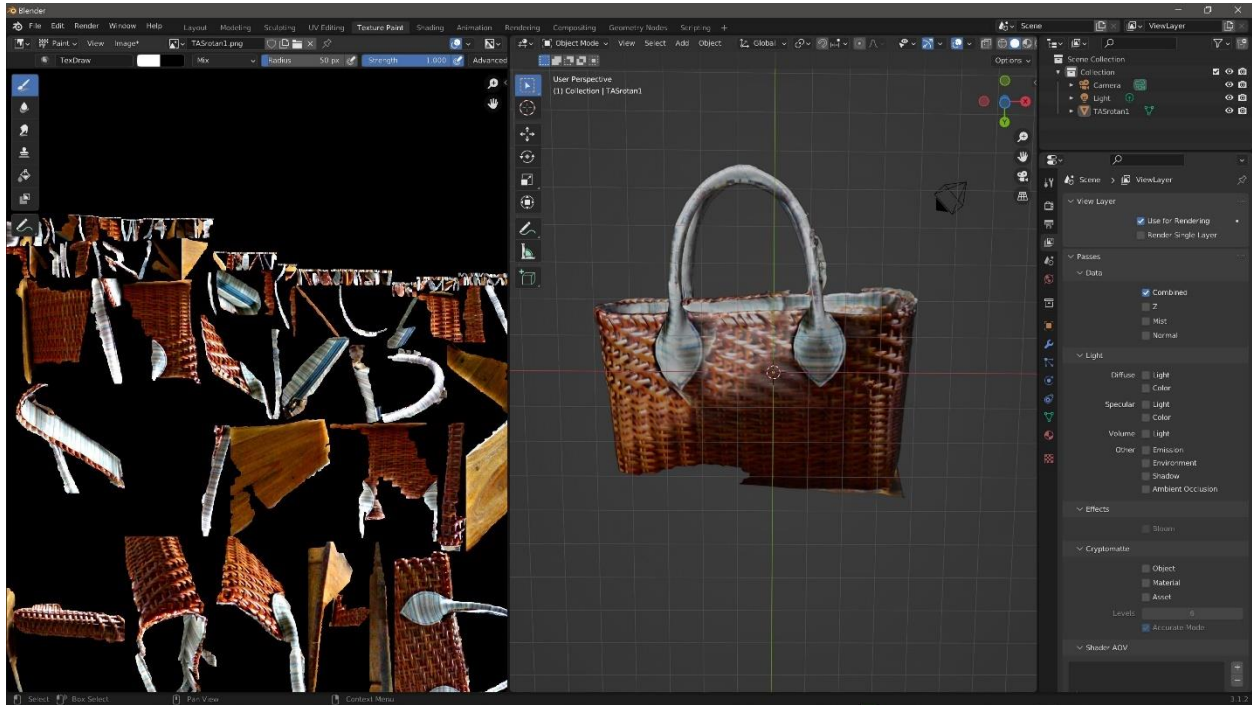 Blender
File Edit Render Window Help Layout Modeling Sculpting UV Editing Texture Paint Shading Animation Rendering Compositing Geometry Nodes Scripting + Scene ViewLayer
Paint View Image* TASrotan1.png Object Mode View Select Add Object Global
TexDraw Mix Radius 50 px Strength 1.000 Advanced Options
User Perspective
(1) Collection | TASrotan1
Scene Collection
Collection
Camera
Light
TASrotan1
Scene > ViewLayer
View Layer
Use for Rendering
Render Single Layer
Passes
Data
Combined
Z
Mist
Normal
Light
Diffuse Light
Color
Specular Light
Color
Volume Light
Other Emission
Environment
Shadow
Ambient Occlusion
Effects
Bloom
Cryptomatte
Object
Material
Asset
Levels 6
Accurate Mode
Shader AOV
Select Box Select Pan View Context Menu 3.1.2